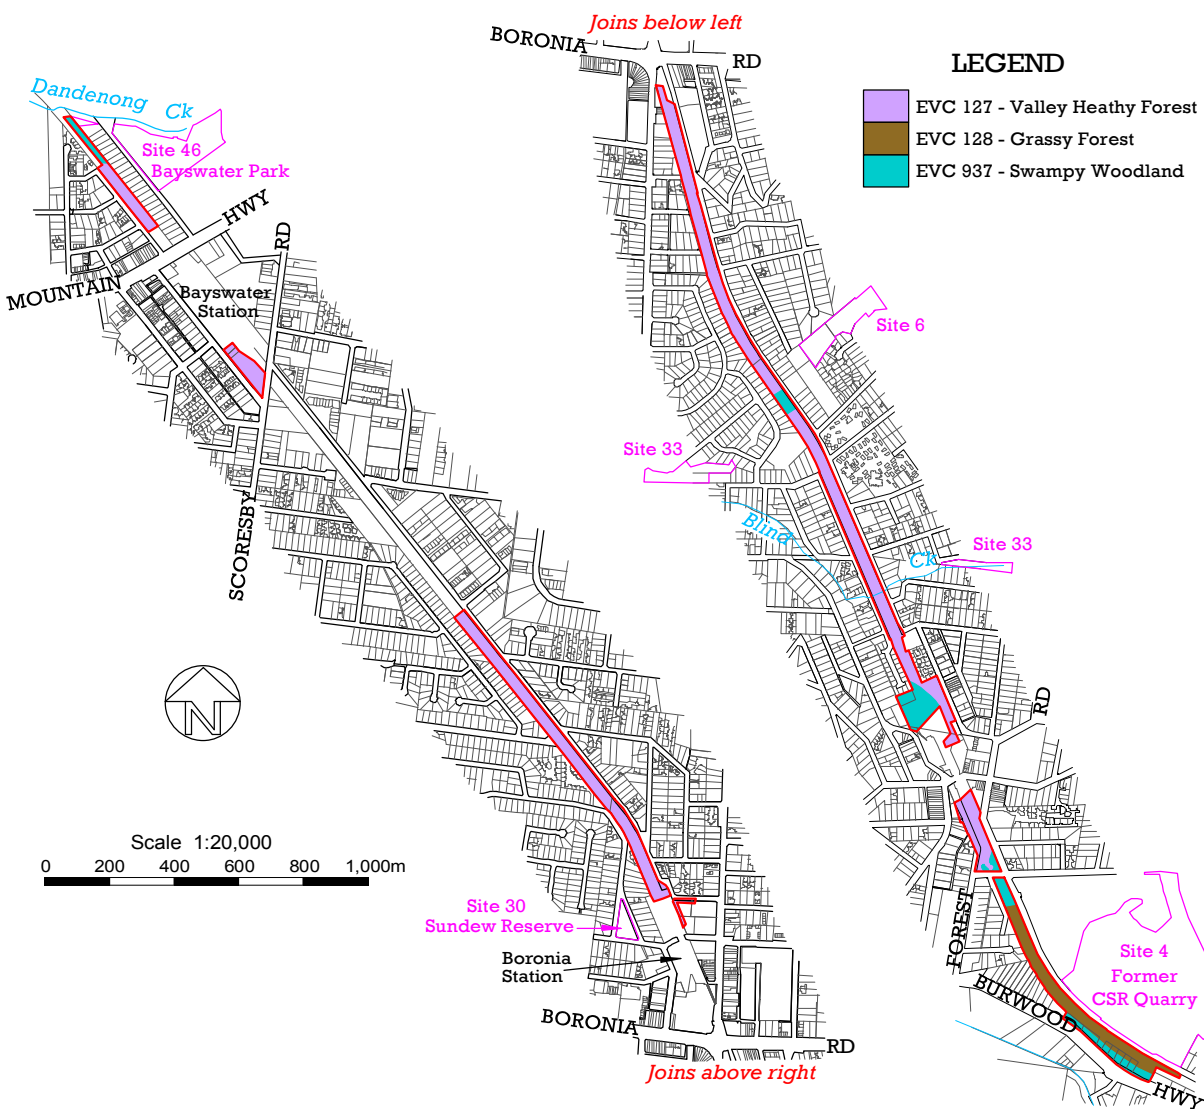 Joins below left
BORONIA
RD
LEGEND
EVC 127 - Valley Heathy Forest
EVC 128 - Grassy Forest
EVC 937 - Swampy Woodland
Dandenong Ck
Site 46
Bayswater Park
HWY
RD
MOUNTAIN
Bayswater
Station
Site 6
Site 33
SCORESBY
Blind
Ck
Site 33
RD
N
Scale 1:20,000
0 200 400 600 800 1,000m
Site 30
Sundew Reserve
Boronia
Station
BORONIA
RD
Joins above right
FOREST
Site 4
Former
CSR Quarry
BURWOOD
HWY